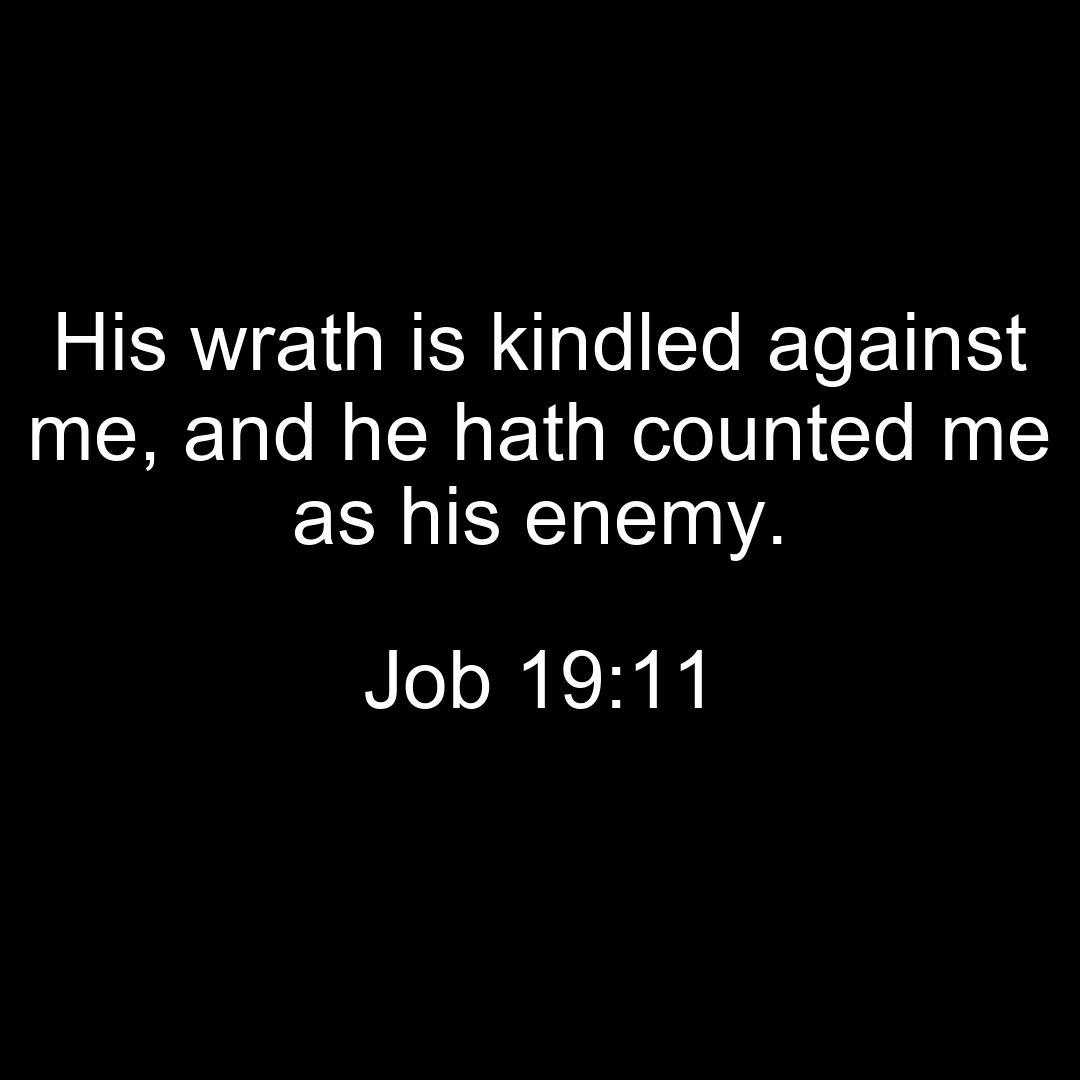 His wrath is kindled against
me, and he hath counted me
as his enemy.
Job 19:11